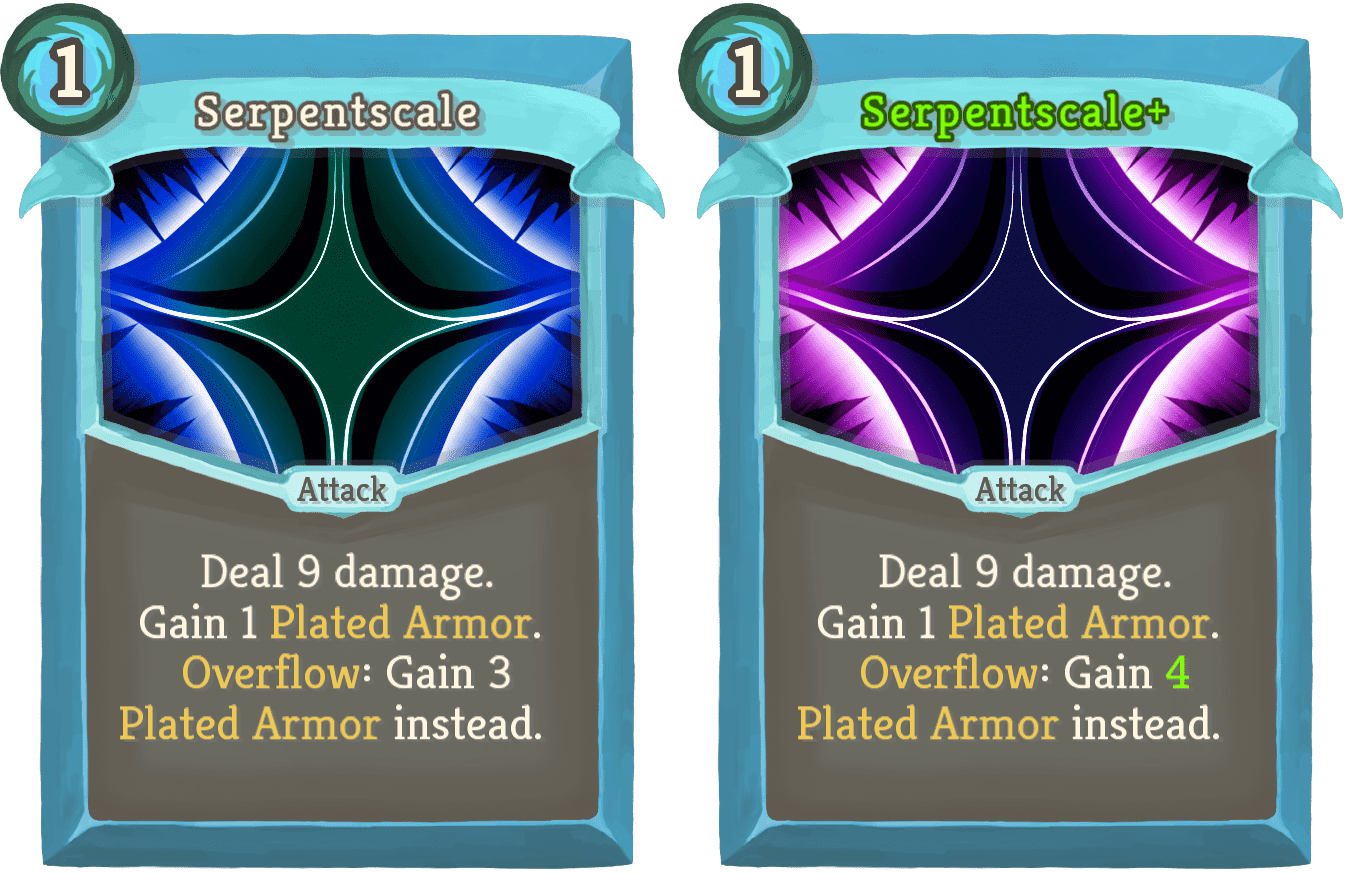 1
Serpentscale
Attack
Deal 9 damage.
Gain 1 Plated Armor.
Overflow: Gain 3
Plated Armor instead.
1
Serpentscale+
Attack
Deal 9 damage.
Gain 1 Plated Armor.
Overflow: Gain 4
Plated Armor instead.